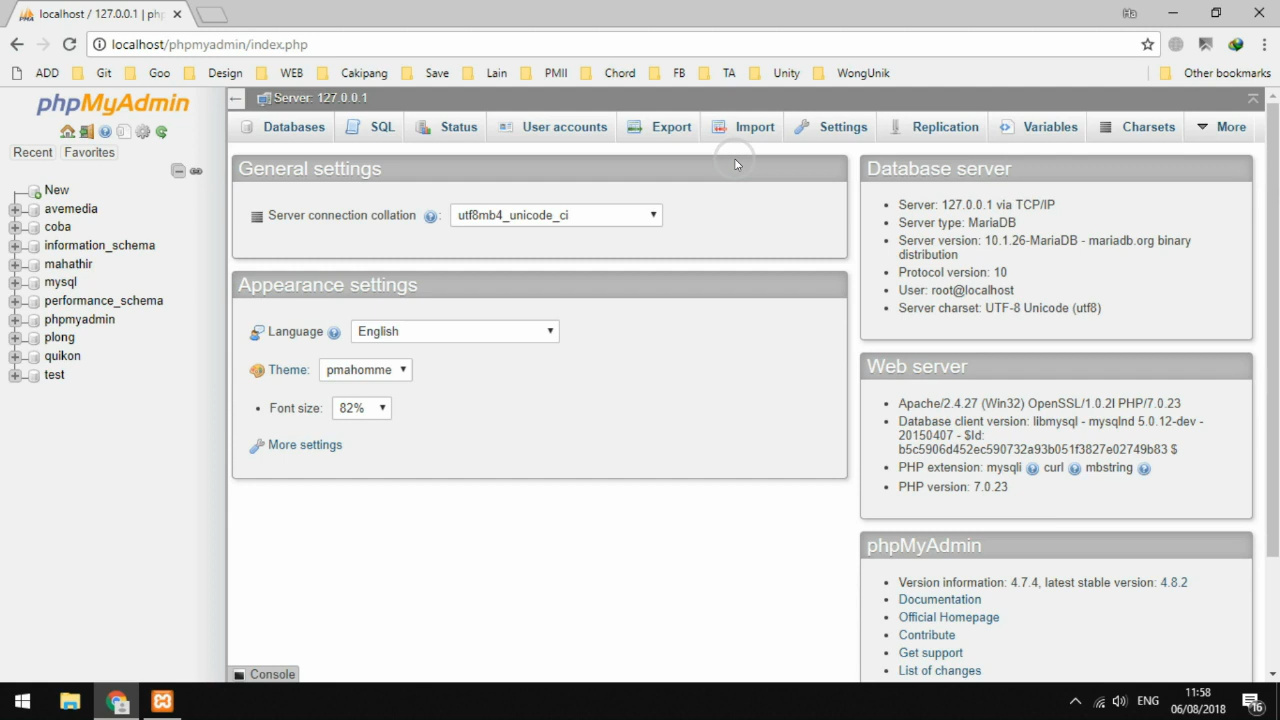 localhost / 127.0.0.1 | php
localhost/phpmyadmin/index.php
ADD Git Goo Design WEB Cakipang Save Lain PMII Chord FB TA Unity WongUnik Other bookmarks
phpMyAdmin
Recent Favorites
New
avemedia
coba
information_schema
mahathir
mysql
performance_schema
phpmyadmin
plong
quikon
test
Server: 127.0.0.1
Databases SQL Status User accounts Export Import Settings Replication Variables Charsets More
General settings
Server connection collation : utf8mb4_unicode_ci
Appearance settings
Language English
Theme: pmahomme
Font size: 82%
More settings
Database server
Server: 127.0.0.1 via TCP/IP
Server type: MariaDB
Server version: 10.1.26-MariaDB - mariadb.org binary
distribution
Protocol version: 10
User: root@localhost
Server charset: UTF-8 Unicode (utf8)
Web server
Apache/2.4.27 (Win32) OpenSSL/1.0.2l PHP/7.0.23
Database client version: libmysql - mysqlnd 5.0.12-dev -
20150407 - $Id:
b5c5906d452ec590732a93b051f3827e02749b83 $
PHP extension: mysqli curl mbstring
PHP version: 7.0.23
phpMyAdmin
Version information: 4.7.4, latest stable version: 4.8.2
Documentation
Official Homepage
Contribute
Get support
List of changes
Console
ENG
11:58
06/08/2018
16